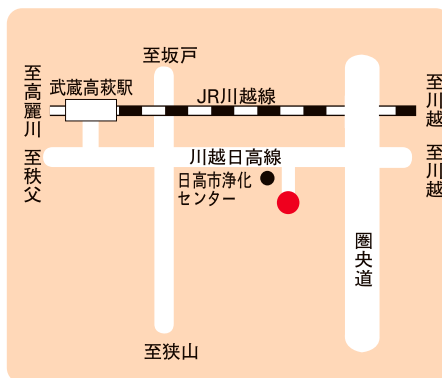 至坂戸
至高麗川
武蔵高萩駅
JR川越線
至川越
至秩父
川越日高線
至川越
日高市浄化
センター
圏央道
至狭山